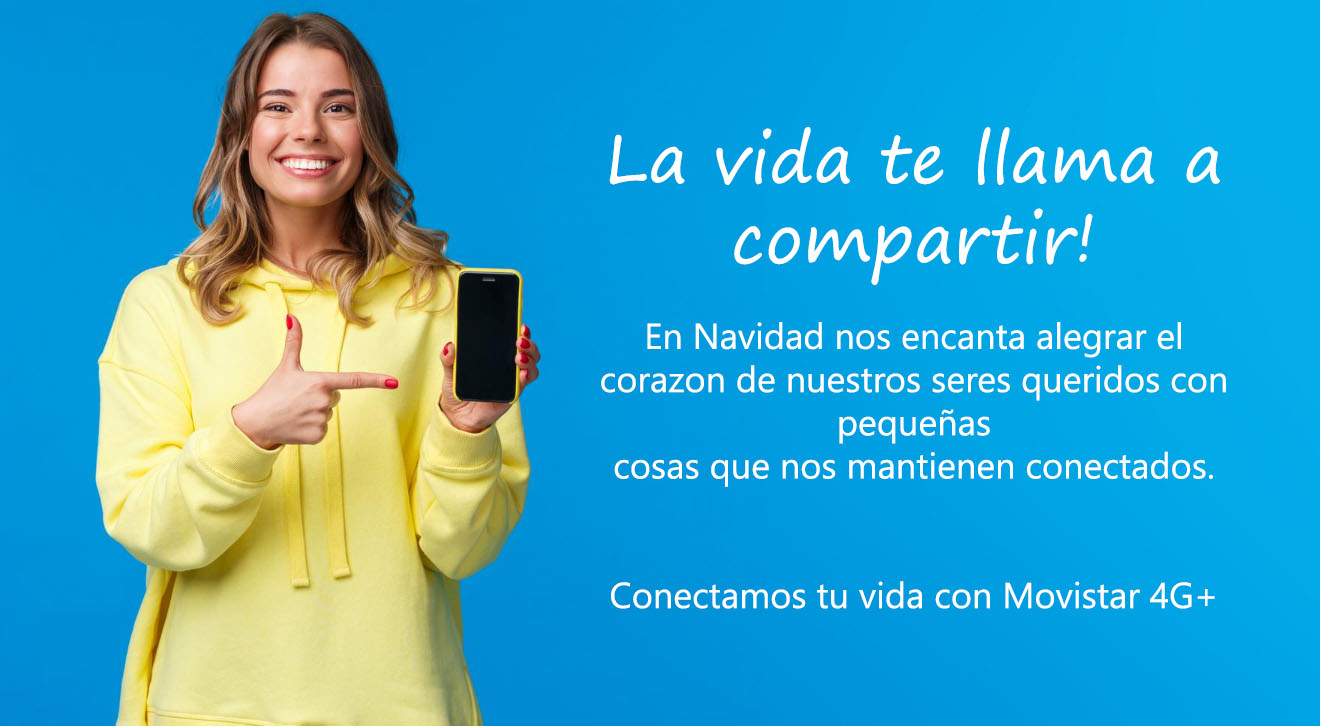 La vida te llama a
compartir!
En Navidad nos encanta alegrar el
corazon de nuestros seres queridos con
pequeñas
cosas que nos mantienen conectados.
Conectamos tu vida con Movistar 4G+